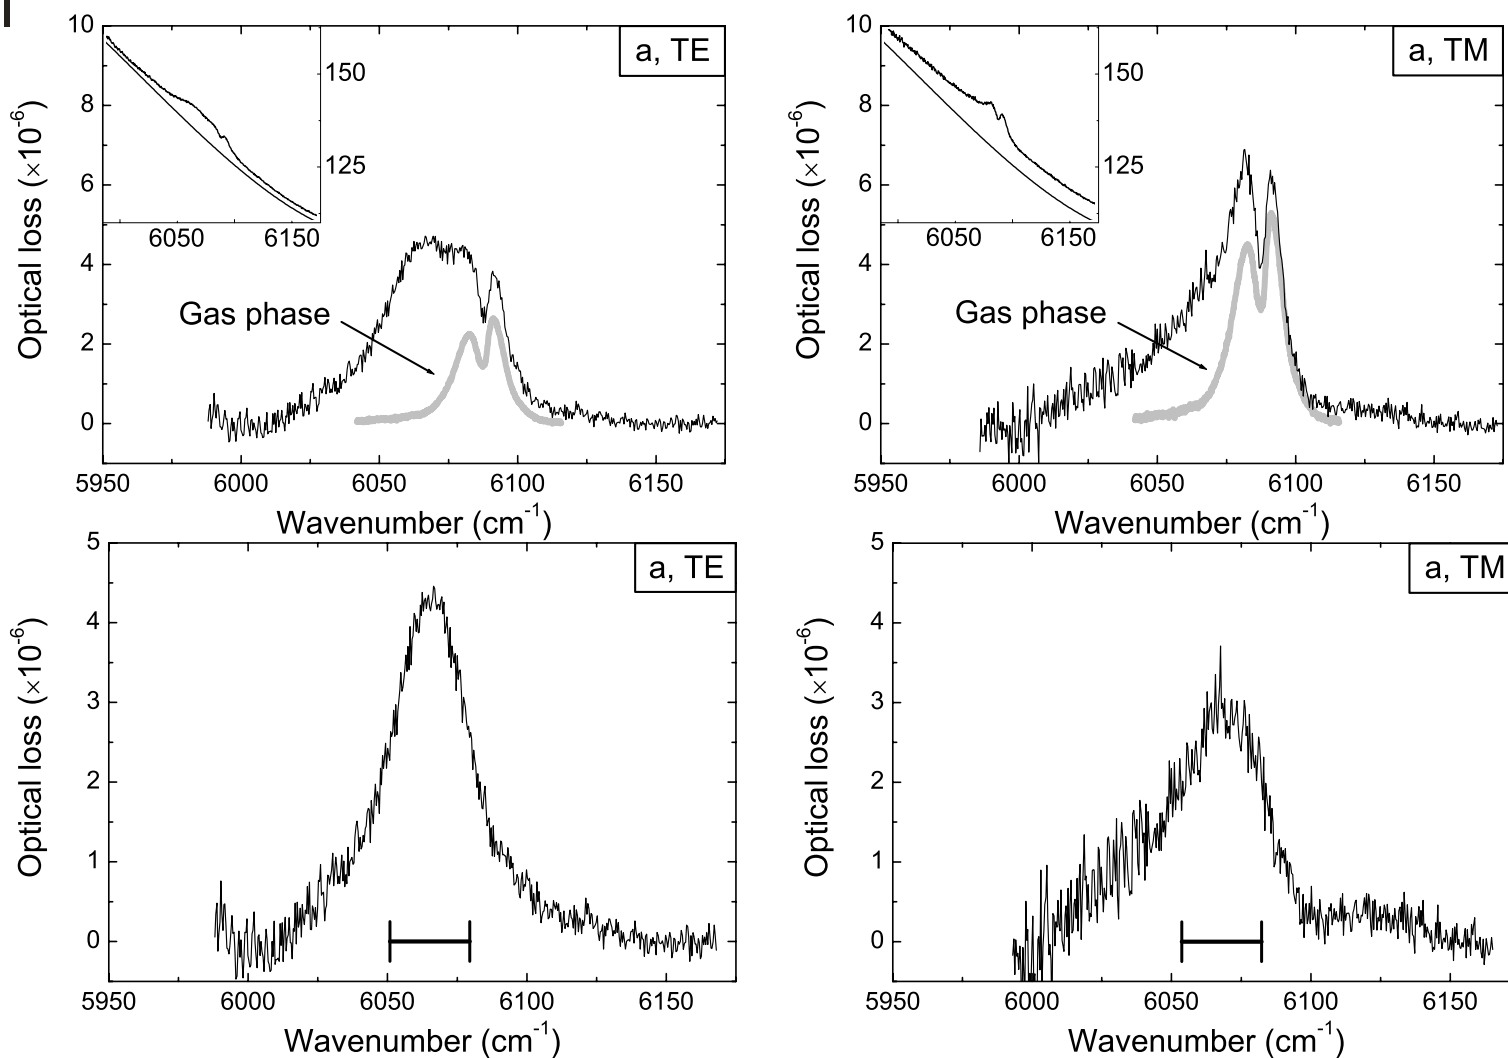 10
8
6
4
2
0
Optical loss (×10⁻⁶)
a, TE
150
125
6050 6150
Gas phase
5950 6000 6050 6100 6150
Wavenumber (cm⁻¹)
10
8
6
4
2
0
Optical loss (×10⁻⁶)
a, TM
150
125
6050 6150
Gas phase
5950 6000 6050 6100 6150
Wavenumber (cm⁻¹)
5
4
3
2
1
0
Optical loss (×10⁻⁶)
a, TE
5950 6000 6050 6100 6150
Wavenumber (cm⁻¹)
5
4
3
2
1
0
Optical loss (×10⁻⁶)
a, TM
5950 6000 6050 6100 6150
Wavenumber (cm⁻¹)